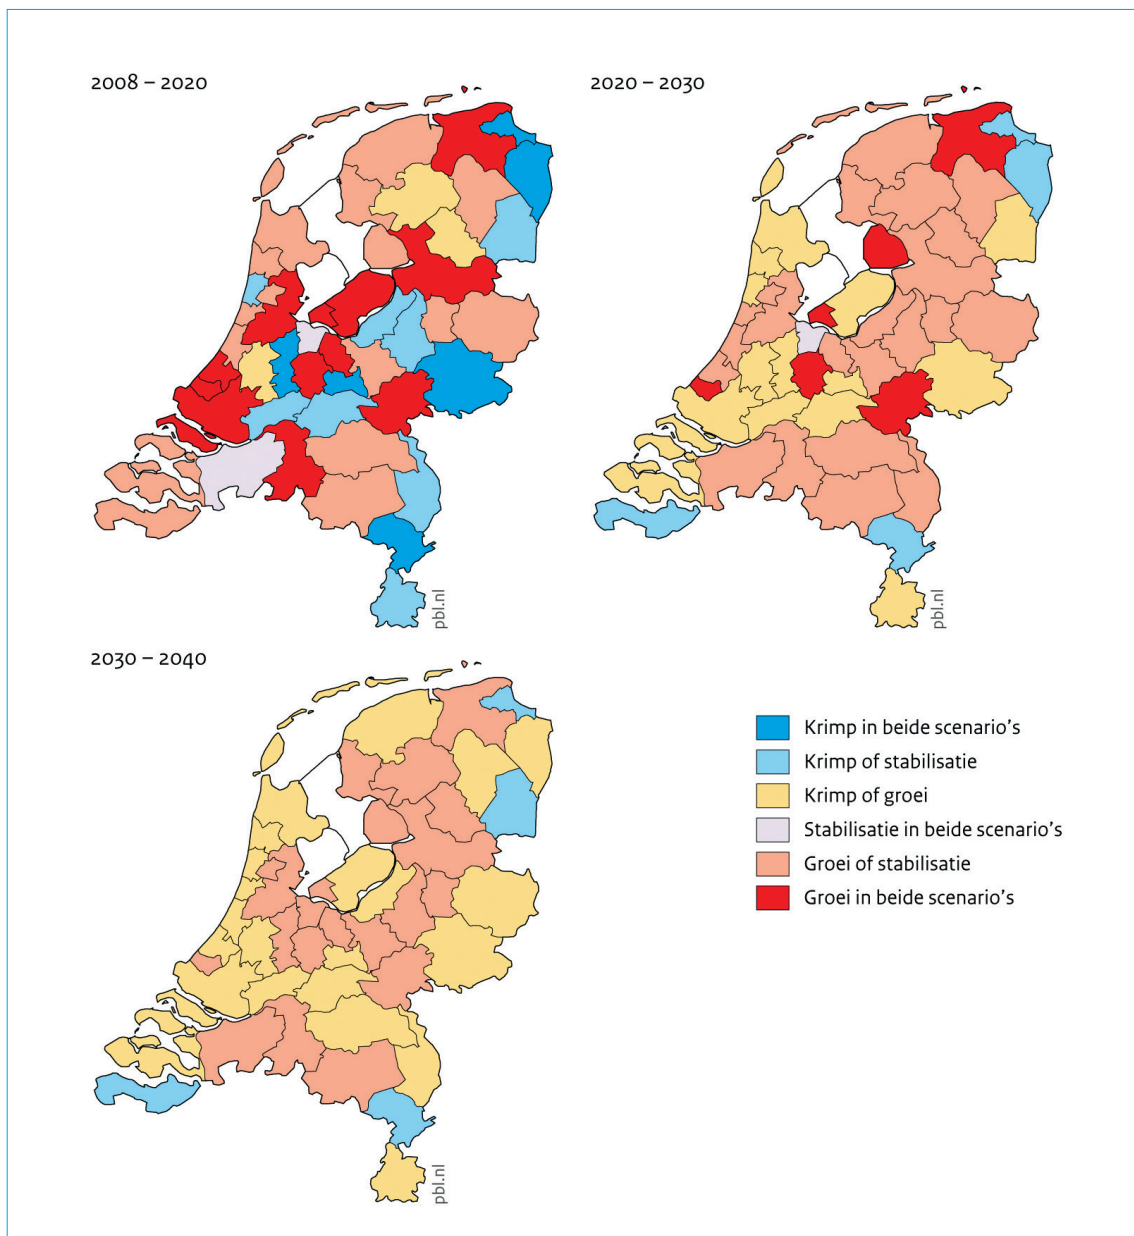 2008 – 2020
2020 – 2030
pbl.nl
pbl.nl
2030 – 2040
Krimp in beide scenario's
Krimp of stabilisatie
Krimp of groei
Stabilisatie in beide scenario's
Groei of stabilisatie
Groei in beide scenario's
pbl.nl